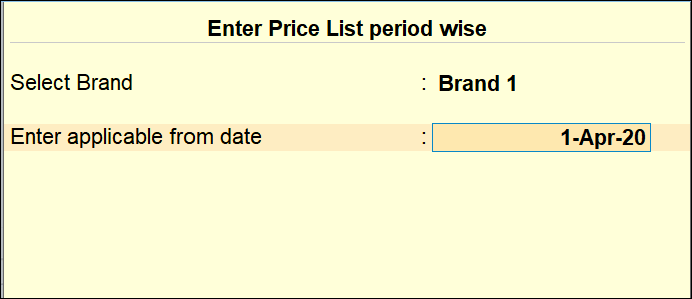 Enter Price List period wise
Select Brand : Brand 1
Enter applicable from date : 1-Apr-20